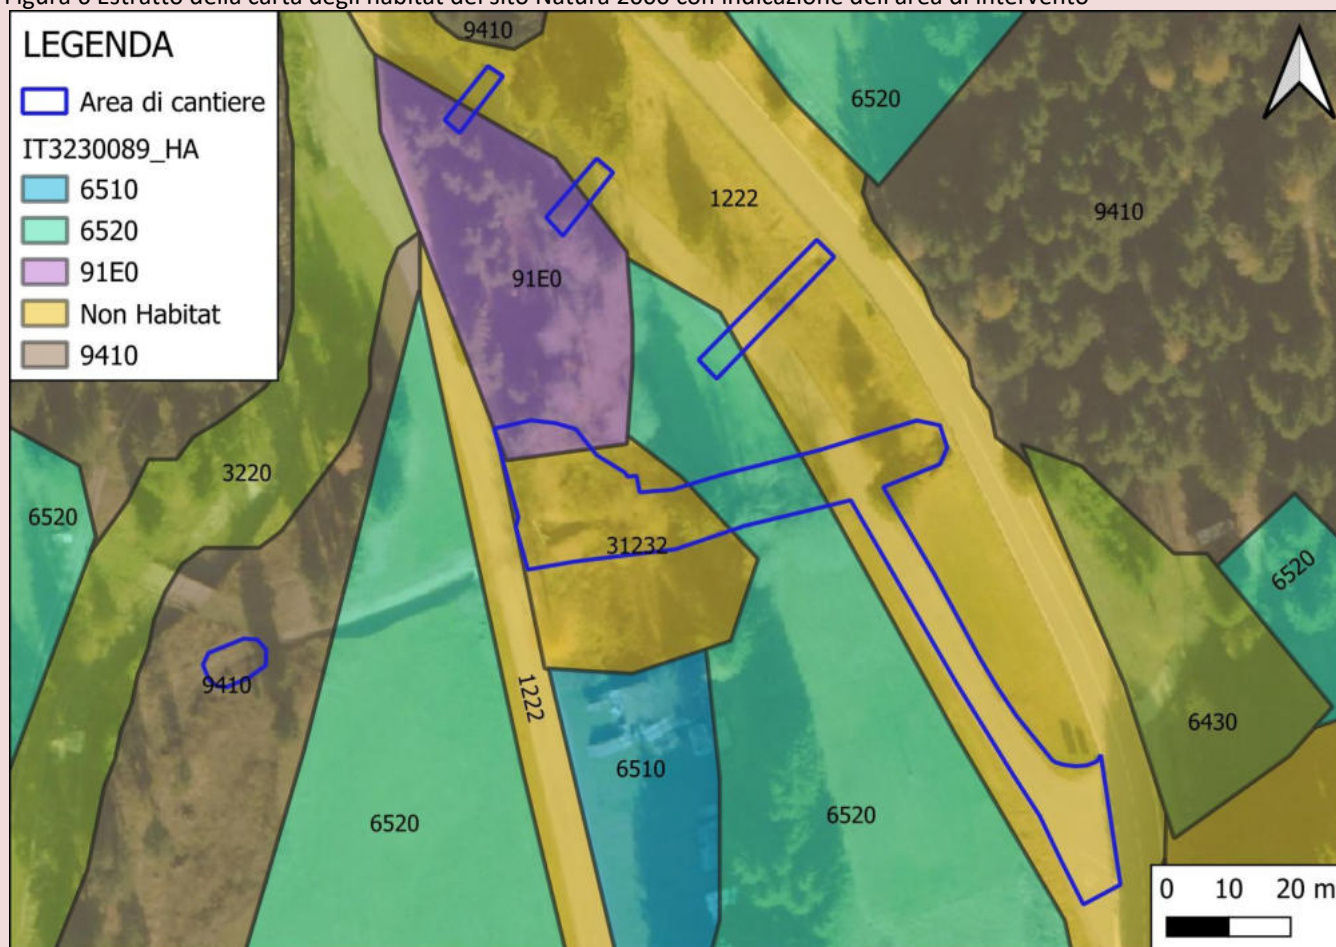 Figura 6 Estratto della carta degli habitat del sito Natura 2000 con indicazione dell'area di intervento
LEGENDA
Area di cantiere
IT3230089_HA
6510
6520
91E0
Non Habitat
9410
9410
6520
1222
9410
91E0
3220
6520
31232
6520
9410
1222
6430
6510
6520
6520
0 10 20 m